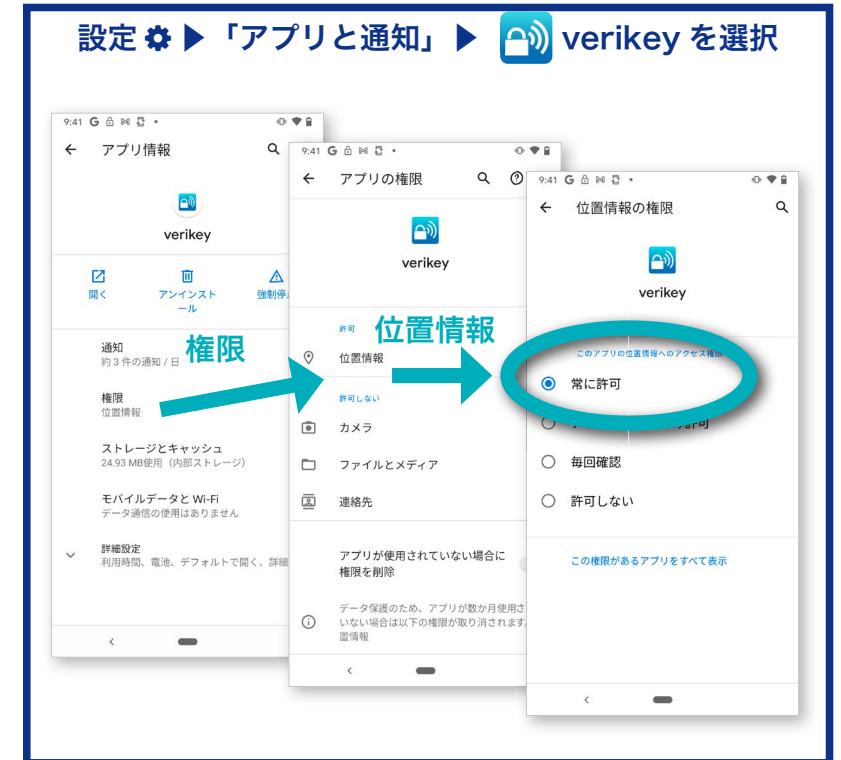 設定 ▶「アプリと通知」▶ verikey を選択
9:41 G
アプリ情報
verikey
開く
アンインスト
ール
強制停
通知
約 3 件の通知 / 日
権限
権限
位置情報
ストレージとキャッシュ
24.93 MB使用（内部ストレージ）
モバイルデータと Wi-Fi
データ通信の使用はありません
詳細設定
利用時間、電池、デフォルトで開く、詳細
9:41 G
アプリの権限
verikey
許可
位置情報
位置情報
許可しない
カメラ
ファイルとメディア
連絡先
アプリが使用されていない場合に
権限を削除
データ保護のため、アプリが数か月使用さ
いない場合は以下の権限が取り消されます
置情報
9:41 G
位置情報の権限
verikey
このアプリの位置情報へのアクセス権限
常に許可
毎回確認
許可しない
この権限があるアプリをすべて表示